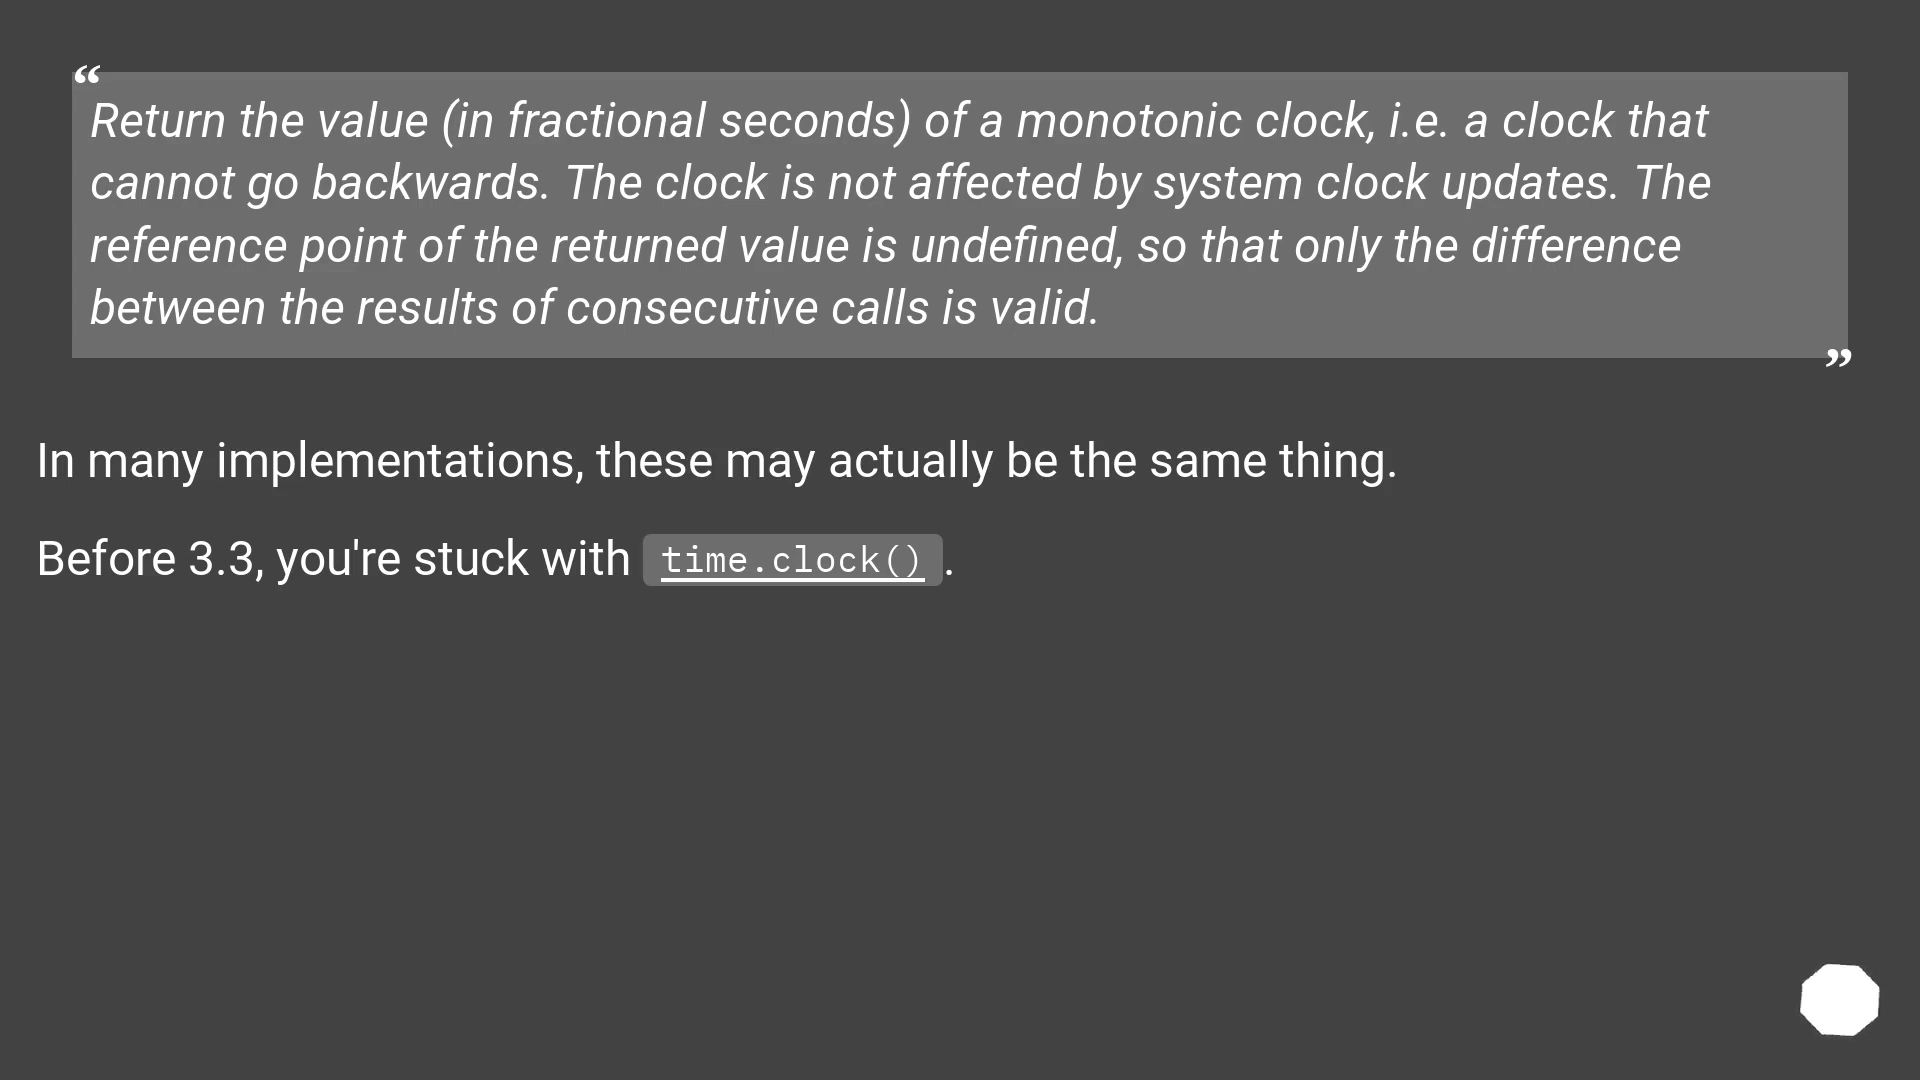 “
Return the value (in fractional seconds) of a monotonic clock, i.e. a clock that
cannot go backwards. The clock is not affected by system clock updates. The
reference point of the returned value is undefined, so that only the difference
between the results of consecutive calls is valid.
”
In many implementations, these may actually be the same thing.
Before 3.3, you're stuck with time.clock().